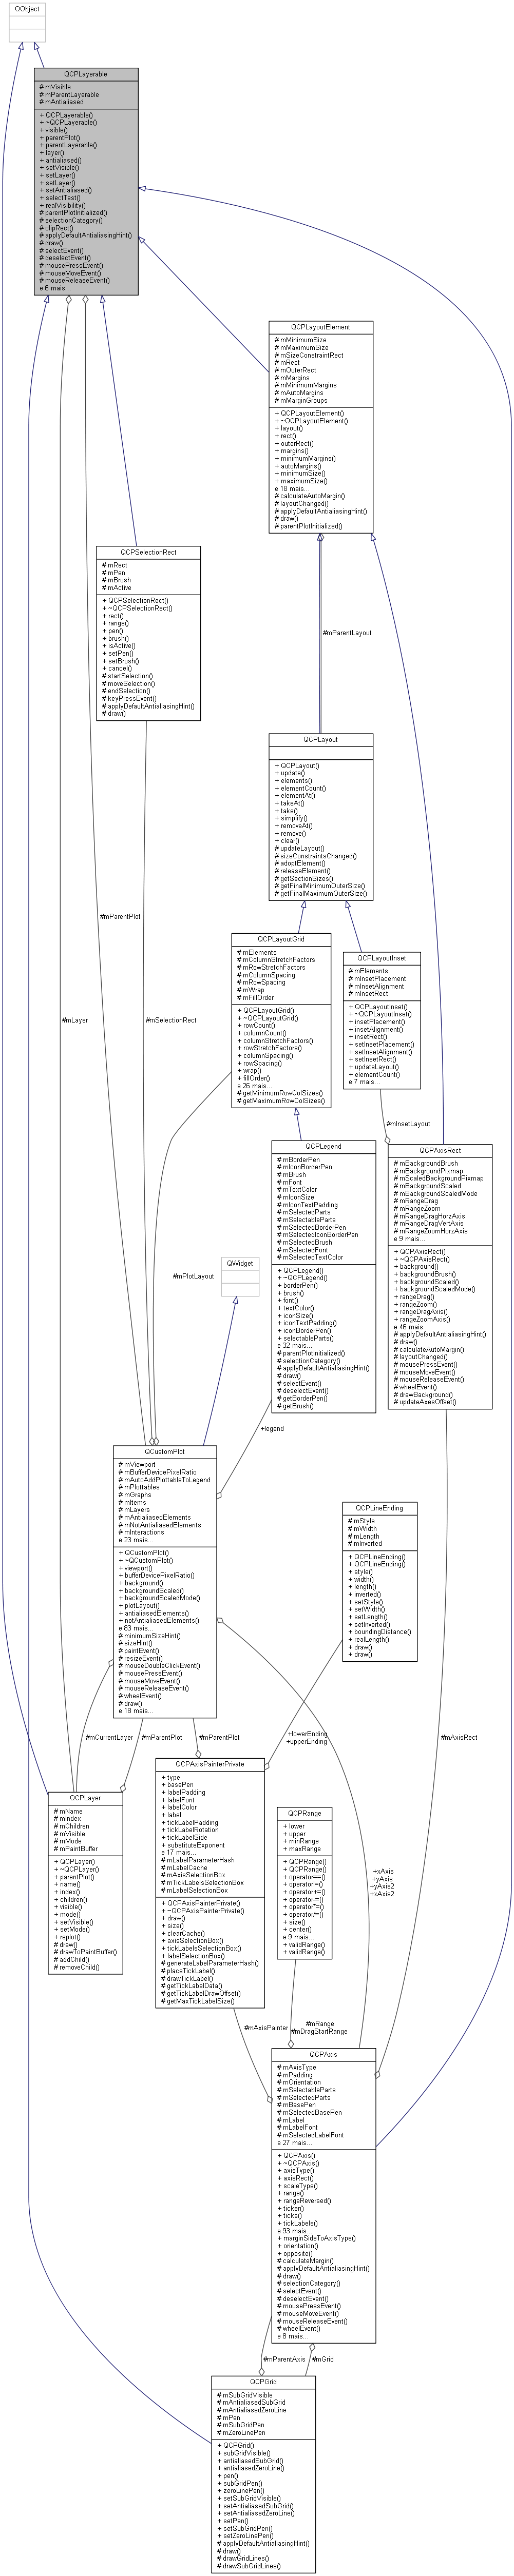 QObject
QCPLayerable
# mVisible
# mParentLayerable
# mAntialiased
+ QCPLayerable()
+ ~QCPLayerable()
+ visible()
+ parentPlot()
+ parentLayerable()
+ layer()
+ antialiased()
+ setVisible()
+ setLayer()
+ setLayer()
+ setAntialiased()
+ selectTest()
+ realVisibility()
# parentPlotInitialized()
# selectionCategory()
# clipRect()
# applyDefaultAntialiasingHint()
# draw()
# selectEvent()
# deselectEvent()
# mousePressEvent()
# mouseMoveEvent()
# mouseReleaseEvent()
e 6 mais...
QCPLayoutElement
# mMinimumSize
# mMaximumSize
# mSizeConstraintRect
# mRect
# mOuterRect
# mMargins
# mMinimumMargins
# mAutoMargins
# mMarginGroups
+ QCPLayoutElement()
+ ~QCPLayoutElement()
+ layout()
+ rect()
+ outerRect()
+ margins()
+ minimumMargins()
+ autoMargins()
+ minimumSize()
+ maximumSize()
e 18 mais...
# calculateAutoMargin()
# layoutChanged()
# applyDefaultAntialiasingHint()
# draw()
# parentPlotInitialized()
QCPSelectionRect
# mRect
# mPen
# mBrush
# mActive
+ QCPSelectionRect()
+ ~QCPSelectionRect()
+ rect()
+ range()
+ pen()
+ brush()
+ isActive()
+ setPen()
+ setBrush()
+ cancel()
# startSelection()
# moveSelection()
# endSelection()
# keyPressEvent()
# applyDefaultAntialiasingHint()
# draw()
#mParentLayout
QCPLayout
+ QCPLayout()
+ update()
+ elements()
+ elementCount()
+ elementAt()
+ takeAt()
+ take()
+ simplify()
+ removeAt()
+ remove()
+ clear()
# updateLayout()
# sizeConstraintsChanged()
# adoptElement()
# releaseElement()
# getSectionSizes()
# getFinalMinimumOuterSize()
# getFinalMaximumOuterSize()
#mParentPlot
#mLayer
#mSelectionRect
QCPLayoutGrid
# mElements
# mColumnStretchFactors
# mRowStretchFactors
# mColumnSpacing
# mRowSpacing
# mWrap
# mFillOrder
+ QCPLayoutGrid()
+ ~QCPLayoutGrid()
+ rowCount()
+ columnCount()
+ columnStretchFactors()
+ rowStretchFactors()
+ columnSpacing()
+ rowSpacing()
+ wrap()
+ fillOrder()
e 26 mais...
# getMinimumRowColSizes()
# getMaximumRowColSizes()
QCPLayoutInset
# mElements
# mInsetPlacement
# mInsetAlignment
# mInsetRect
+ QCPLayoutInset()
+ ~QCPLayoutInset()
+ insetPlacement()
+ insetAlignment()
+ insetRect()
+ setInsetPlacement()
+ setInsetAlignment()
+ setInsetRect()
+ updateLayout()
+ elementCount()
e 7 mais...
#mInsetLayout
QCPLegend
# mBorderPen
# mIconBorderPen
# mBrush
# mFont
# mTextColor
# mIconSize
# mIconTextPadding
# mSelectedParts
# mSelectableParts
# mSelectedBorderPen
# mSelectedIconBorderPen
# mSelectedBrush
# mSelectedFont
# mSelectedTextColor
+ QCPLegend()
+ ~QCPLegend()
+ borderPen()
+ brush()
+ font()
+ textColor()
+ iconSize()
+ iconTextPadding()
+ iconBorderPen()
+ selectableParts()
e 32 mais...
# parentPlotInitialized()
# selectionCategory()
# applyDefaultAntialiasingHint()
# draw()
# selectEvent()
# deselectEvent()
# getBorderPen()
# getBrush()
QCPAxisRect
# mBackgroundBrush
# mBackgroundPixmap
# mScaledBackgroundPixmap
# mBackgroundScaled
# mBackgroundScaledMode
# mRangeDrag
# mRangeZoom
# mRangeDragHorzAxis
# mRangeDragVertAxis
# mRangeZoomHorzAxis
e 9 mais...
+ QCPAxisRect()
+ ~QCPAxisRect()
+ background()
+ backgroundBrush()
+ backgroundScaled()
+ backgroundScaledMode()
+ rangeDrag()
+ rangeZoom()
+ rangeDragAxis()
+ rangeZoomAxis()
e 46 mais...
# applyDefaultAntialiasingHint()
# draw()
# calculateAutoMargin()
# layoutChanged()
# mousePressEvent()
# mouseMoveEvent()
# mouseReleaseEvent()
# wheelEvent()
# drawBackground()
# updateAxesOffset()
QWidget
#mPlotLayout
+legend
QCustomPlot
# mViewport
# mBufferDevicePixelRatio
# mAutoAddPlottableToLegend
# mPlottables
# mGraphs
# mItems
# mLayers
# mAntialiasedElements
# mNotAntialiasedElements
# mInteractions
e 23 mais...
+ QCustomPlot()
+ ~QCustomPlot()
+ viewport()
+ bufferDevicePixelRatio()
+ background()
+ backgroundScaled()
+ backgroundScaledMode()
+ plotLayout()
+ antialiasedElements()
+ notAntialiasedElements()
e 83 mais...
# minimumSizeHint()
# sizeHint()
# paintEvent()
# resizeEvent()
# mouseDoubleClickEvent()
# mousePressEvent()
# mouseMoveEvent()
# mouseReleaseEvent()
# wheelEvent()
# draw()
e 18 mais...
QCPLineEnding
# mStyle
# mWidth
# mLength
# mInverted
+ QCPLineEnding()
+ QCPLineEnding()
+ style()
+ width()
+ length()
+ inverted()
+ setStyle()
+ setWidth()
+ setLength()
+ setInverted()
+ boundingDistance()
+ realLength()
+ draw()
+ draw()
#mCurrentLayer
#mParentPlot
#mParentPlot
+lowerEnding
+upperEnding
#mAxisRect
QCPLayer
# mName
# mIndex
# mChildren
# mVisible
# mMode
# mPaintBuffer
+ QCPLayer()
+ ~QCPLayer()
+ parentPlot()
+ name()
+ index()
+ children()
+ visible()
+ mode()
+ setVisible()
+ setMode()
+ replot()
# draw()
# drawToPaintBuffer()
# addChild()
# removeChild()
QCPAxisPainterPrivate
+ type
+ basePen
+ labelPadding
+ labelFont
+ labelColor
+ label
+ tickLabelPadding
+ tickLabelRotation
+ tickLabelSide
+ substituteExponent
e 17 mais...
# mLabelParameterHash
# mLabelCache
# mAxisSelectionBox
# mTickLabelsSelectionBox
# mLabelSelectionBox
+ QCPAxisPainterPrivate()
+ ~QCPAxisPainterPrivate()
+ draw()
+ size()
+ clearCache()
+ axisSelectionBox()
+ tickLabelsSelectionBox()
+ labelSelectionBox()
# generateLabelParameterHash()
# placeTickLabel()
# drawTickLabel()
# getTickLabelData()
# getTickLabelDrawOffset()
# getMaxTickLabelSize()
QCPRange
+ lower
+ upper
+ minRange
+ maxRange
+ QCPRange()
+ QCPRange()
+ operator==()
+ operator!=()
+ operator+=()
+ operator-=()
+ operator*=()
+ operator/=()
+ size()
+ center()
e 9 mais...
+ validRange()
+ validRange()
+xAxis
+yAxis
+yAxis2
+xAxis2
#mAxisPainter
#mRange
#mDragStartRange
QCPAxis
# mAxisType
# mPadding
# mOrientation
# mSelectableParts
# mSelectedParts
# mBasePen
# mSelectedBasePen
# mLabel
# mLabelFont
# mSelectedLabelFont
e 27 mais...
+ QCPAxis()
+ ~QCPAxis()
+ axisType()
+ axisRect()
+ scaleType()
+ range()
+ rangeReversed()
+ ticker()
+ ticks()
+ tickLabels()
e 93 mais...
+ marginSideToAxisType()
+ orientation()
+ opposite()
# calculateMargin()
# applyDefaultAntialiasingHint()
# draw()
# selectionCategory()
# selectEvent()
# deselectEvent()
# mousePressEvent()
# mouseMoveEvent()
# mouseReleaseEvent()
# wheelEvent()
e 8 mais...
#mParentAxis
#mGrid
QCPGrid
# mSubGridVisible
# mAntialiasedSubGrid
# mAntialiasedZeroLine
# mPen
# mSubGridPen
# mZeroLinePen
+ QCPGrid()
+ subGridVisible()
+ antialiasedSubGrid()
+ antialiasedZeroLine()
+ pen()
+ subGridPen()
+ zeroLinePen()
+ setSubGridVisible()
+ setAntialiasedSubGrid()
+ setAntialiasedZeroLine()
+ setPen()
+ setSubGridPen()
+ setZeroLinePen()
# applyDefaultAntialiasingHint()
# draw()
# drawGridLines()
# drawSubGridLines()